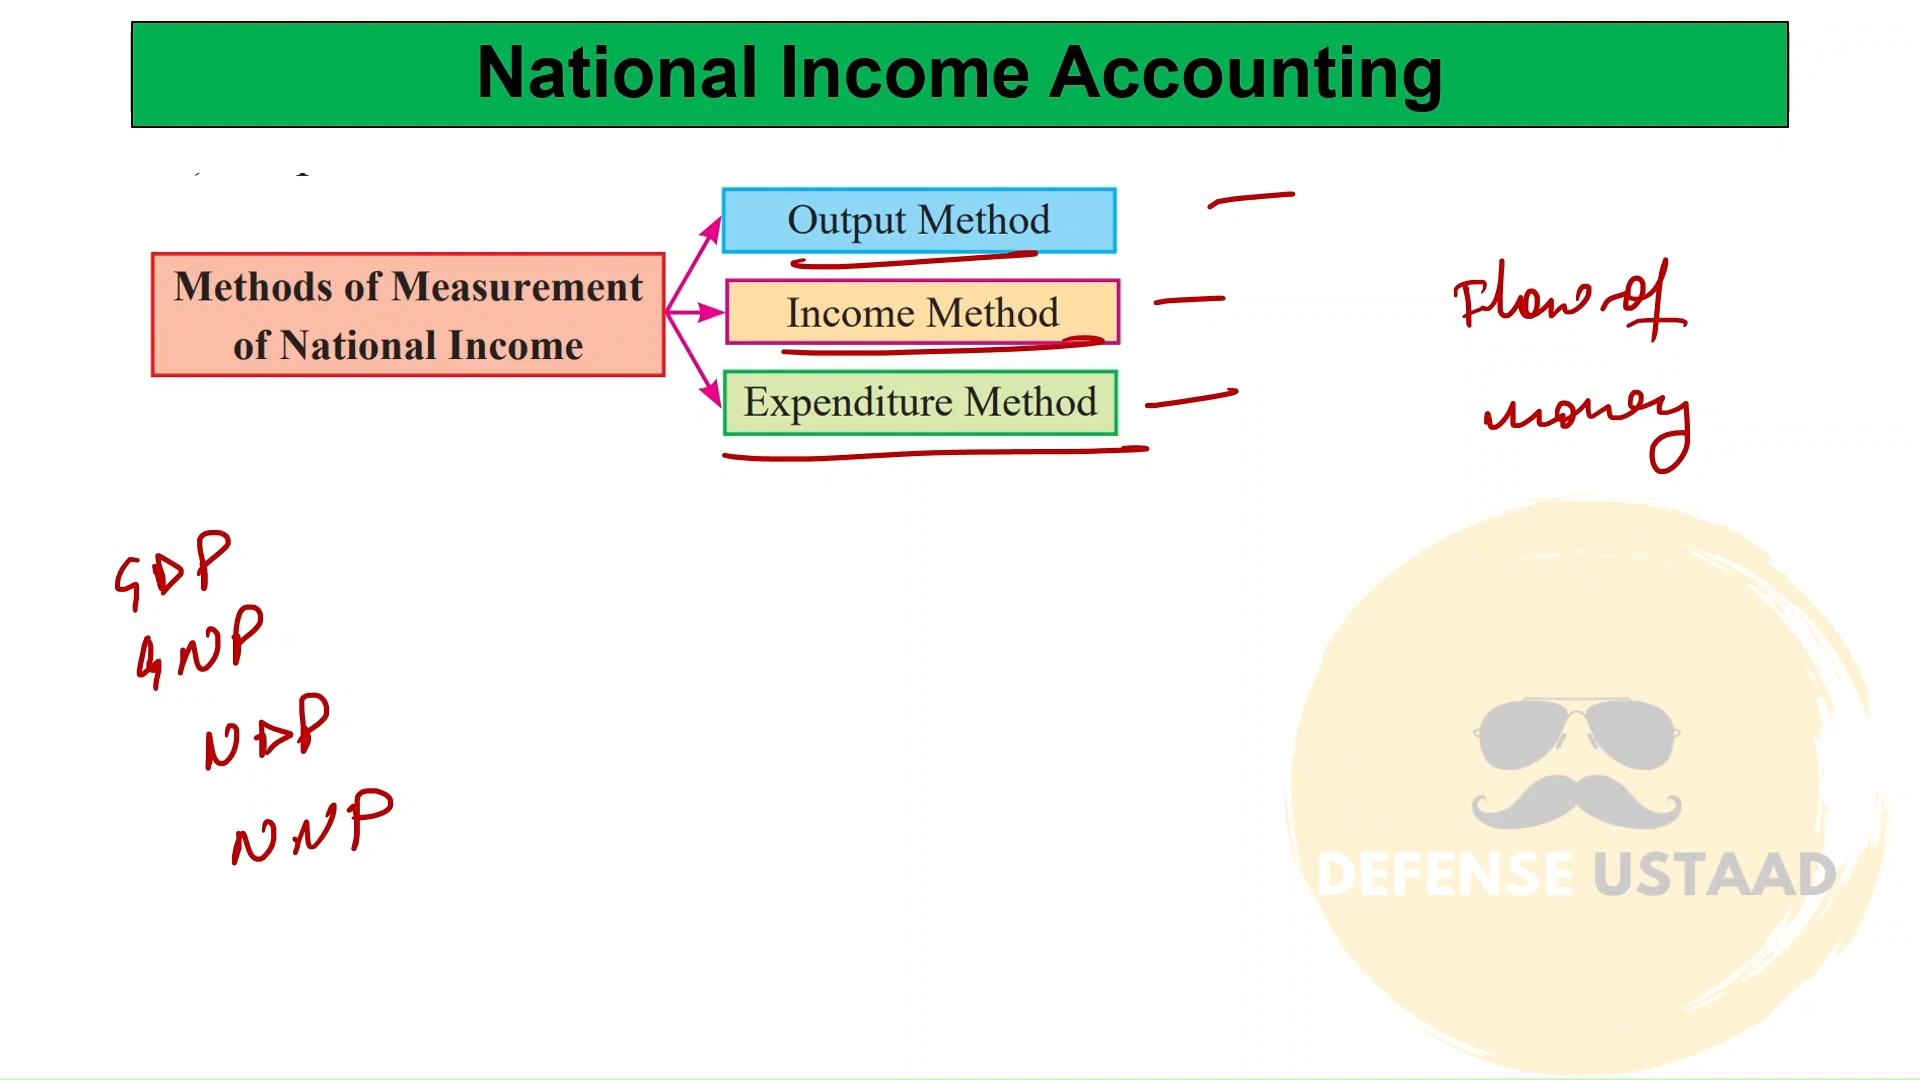 National Income Accounting
Output Method
Methods of Measurement
of National Income
Income Method
Expenditure Method
Flow of
money
GDP
GNP
NDP
NNP
DEFENSE USTAAD